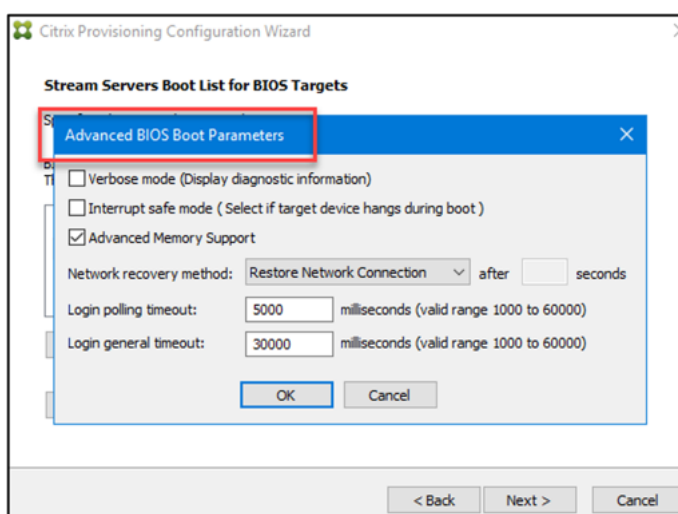 Citrix Provisioning Configuration Wizard
Stream Servers Boot List for BIOS Targets
Advanced BIOS Boot Parameters
Verbose mode (Display diagnostic information)
Interrupt safe mode ( Select if target device hangs during boot )
Advanced Memory Support
Network recovery method: Restore Network Connection after seconds
Login polling timeout: 5000 milliseconds (valid range 1000 to 60000)
Login general timeout: 30000 milliseconds (valid range 1000 to 60000)
OK Cancel
< Back Next > Cancel